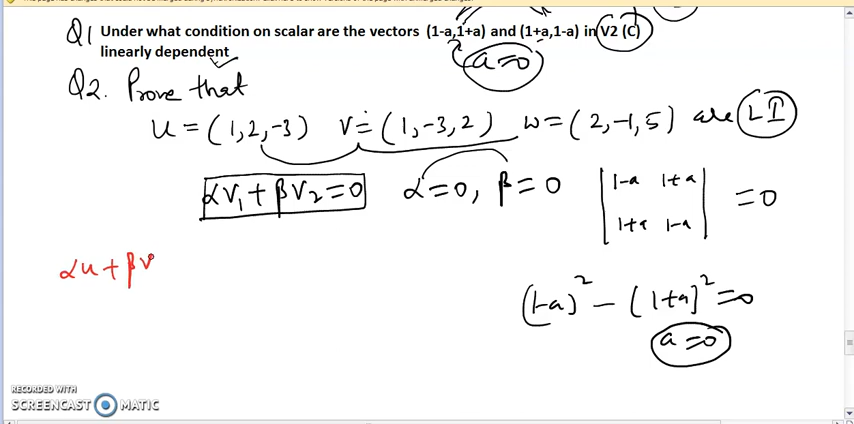 Q1 Under what condition on scalar are the vectors (1-a,1+a) and (1+a,1-a) in V2 (C)
linearly dependent
a=0
Q2. Prove that
u = (1,2,-3) v = (1,-3,2) w = (2,-1,5) are LI
αv₁ + βv₂ = 0 α=0, β=0
|1-a 1+a|
|1+a 1-a| = 0
αu + βv
(1-a)² - (1+a)² = 0
a=0
RECORDED WITH
SCREENCAST MATIC